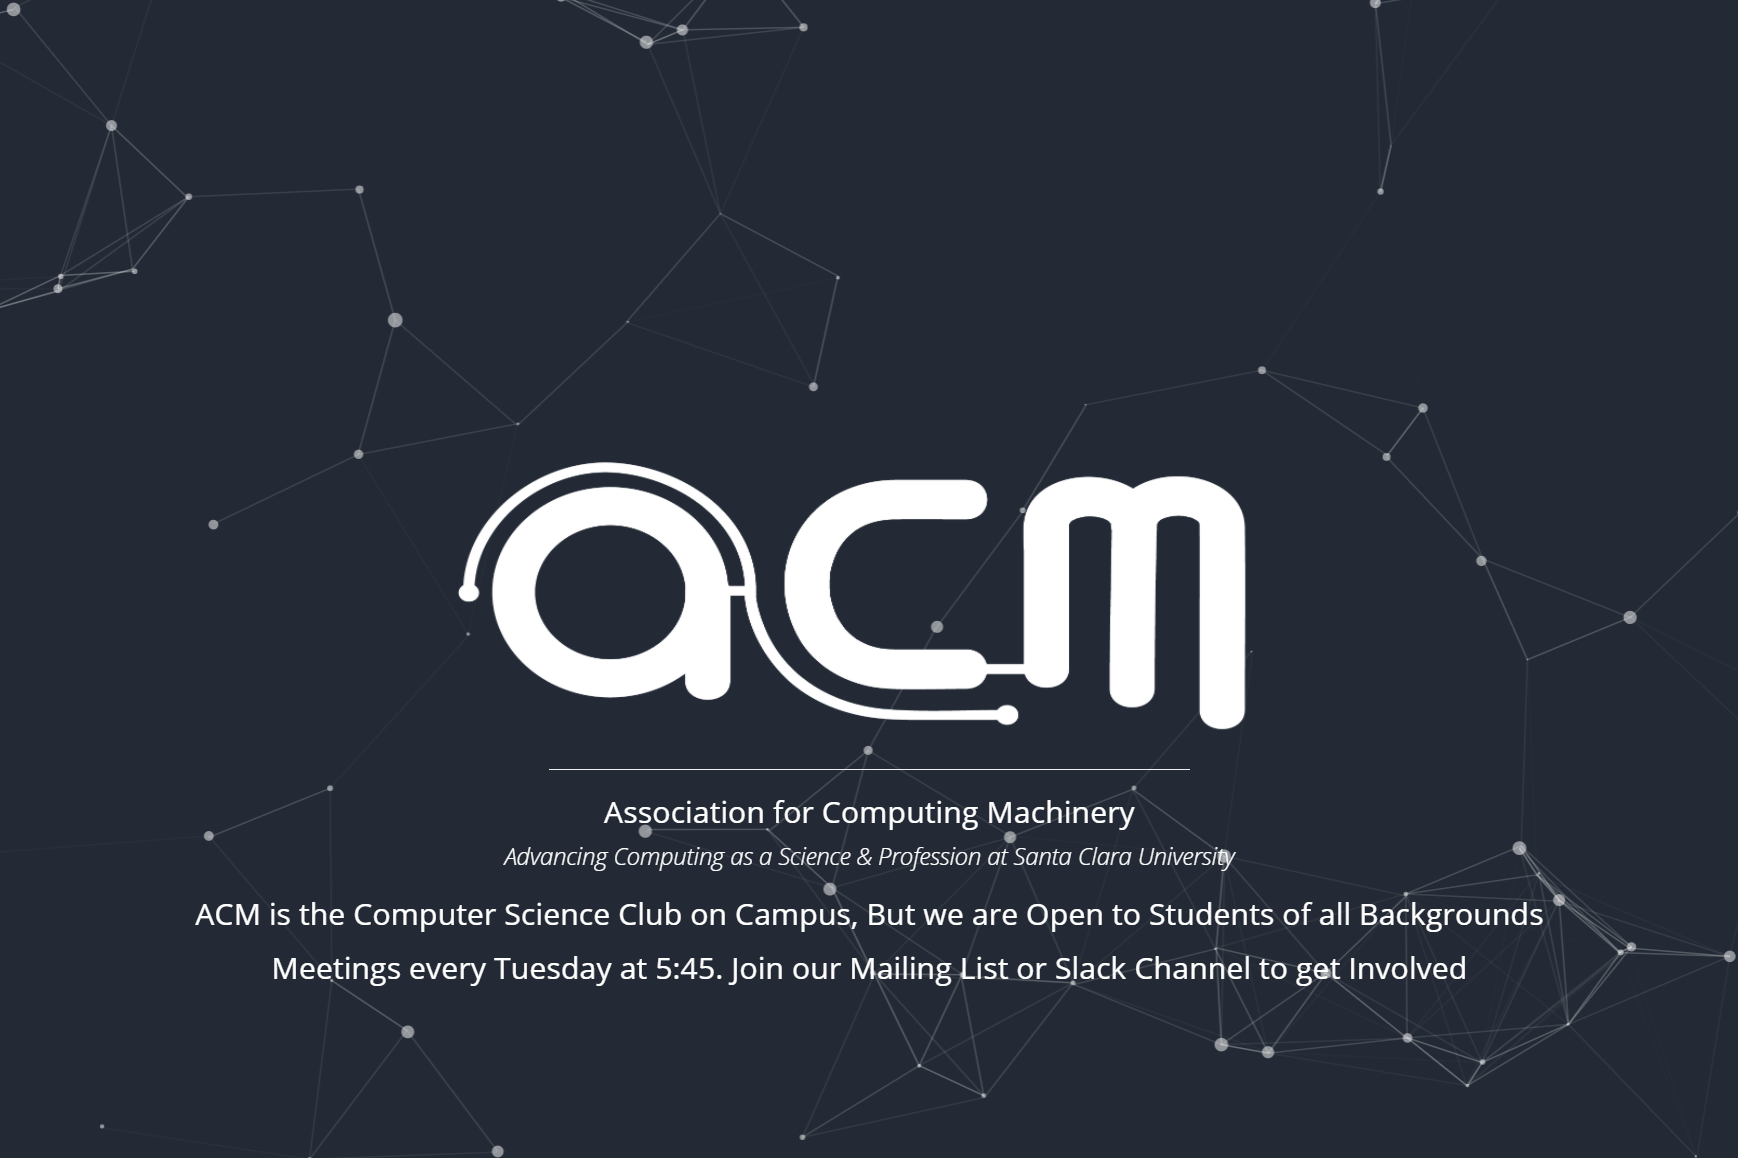 acm
Association for Computing Machinery
Advancing Computing as a Science & Profession at Santa Clara University
ACM is the Computer Science Club on Campus, But we are Open to Students of all Backgrounds
Meetings every Tuesday at 5:45. Join our Mailing List or Slack Channel to get Involved